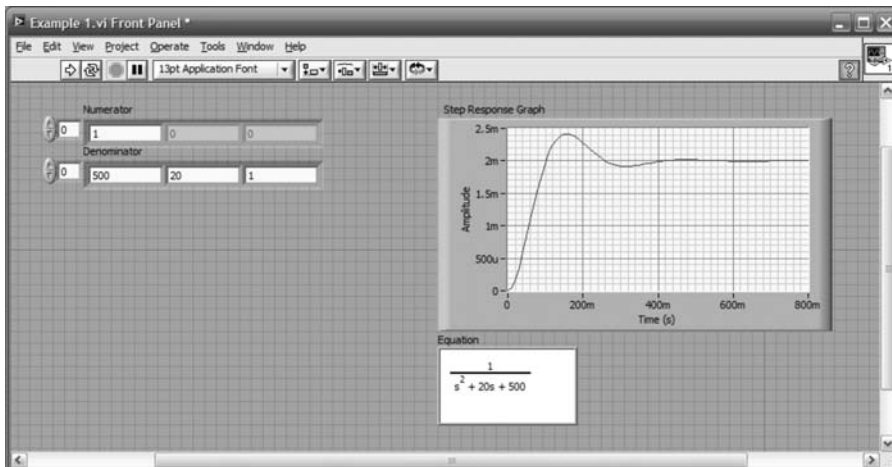 Example 1.vi Front Panel *
File Edit View Project Operate Tools Window Help
13pt Application Font
1
Numerator
0 1 0 0
Denominator
0 500 20 1
Step Response Graph
2.5m
2m
1.5m
1m
500u
0
Amplitude
0 200m 400m 600m 800m
Time (s)
Equation
1
s² + 20s + 500